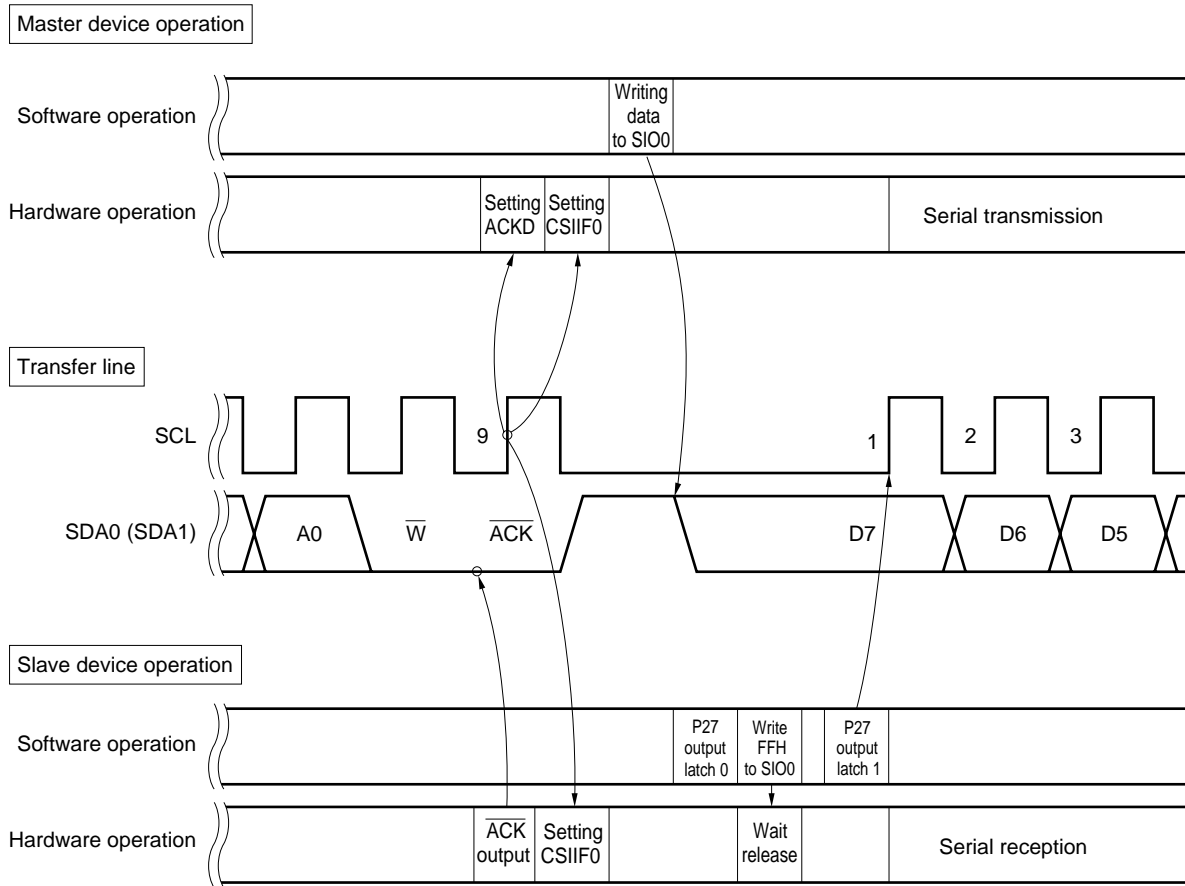 Master device operation
Software operation
Writing
data
to SIO0
Hardware operation
Setting
ACKD
Setting
CSIIF0
Serial transmission
Transfer line
SCL
9
1
2
3
SDA0 (SDA1)
A0
W̅
A̅C̅K̅
D7
D6
D5
Slave device operation
Software operation
P27
output
latch 0
Write
FFH
to SIO0
P27
output
latch 1
Hardware operation
A̅C̅K̅
output
Setting
CSIIF0
Wait
release
Serial reception